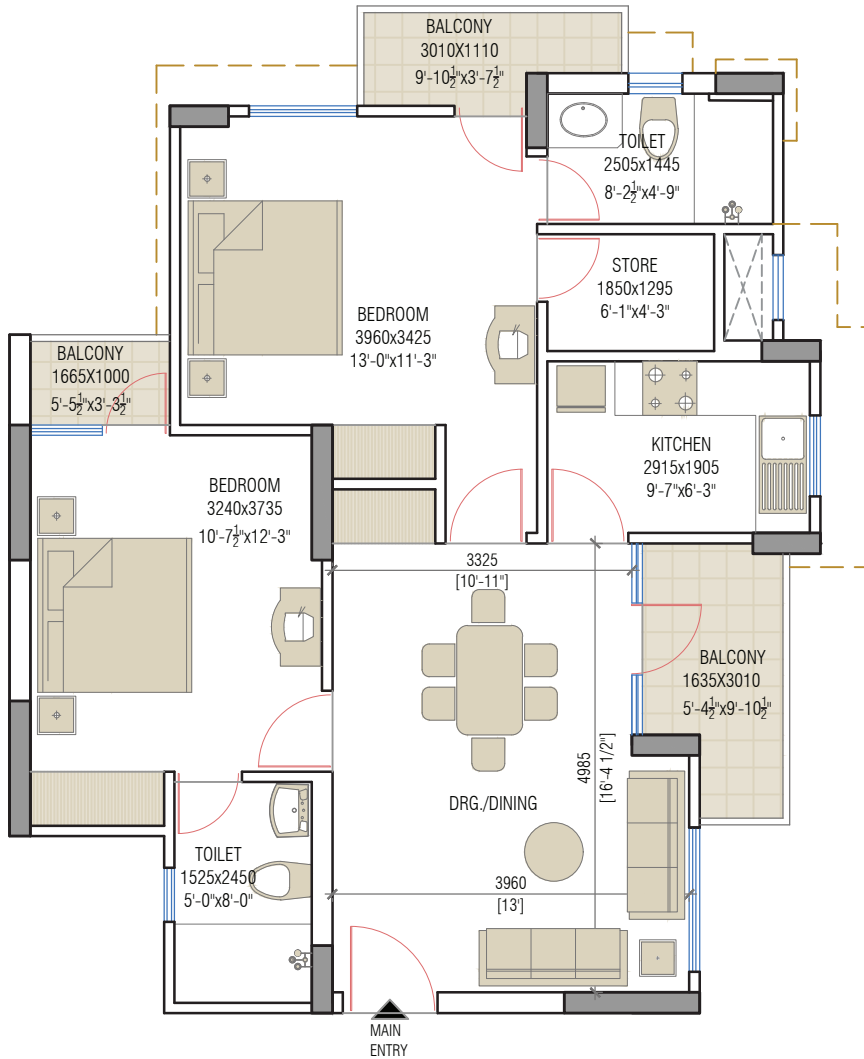 BALCONY
3010X1110
9'-10½"x3'-7½"
TOILET
2505x1445
8'-2½"x4'-9"
STORE
1850x1295
6'-1"x4'-3"
BEDROOM
3960x3425
13'-0"x11'-3"
BALCONY
1665X1000
5'-5½"x3'-3½"
KITCHEN
2915x1905
9'-7"x6'-3"
BEDROOM
3240x3735
10'-7½"x12'-3"
3325
[10'-11"]
BALCONY
1635X3010
5'-4½"x9'-10½"
4985
[16'-4 1/2"]
DRG./DINING
TOILET
1525x2450
5'-0"x8'-0"
3960
[13']
MAIN
ENTRY